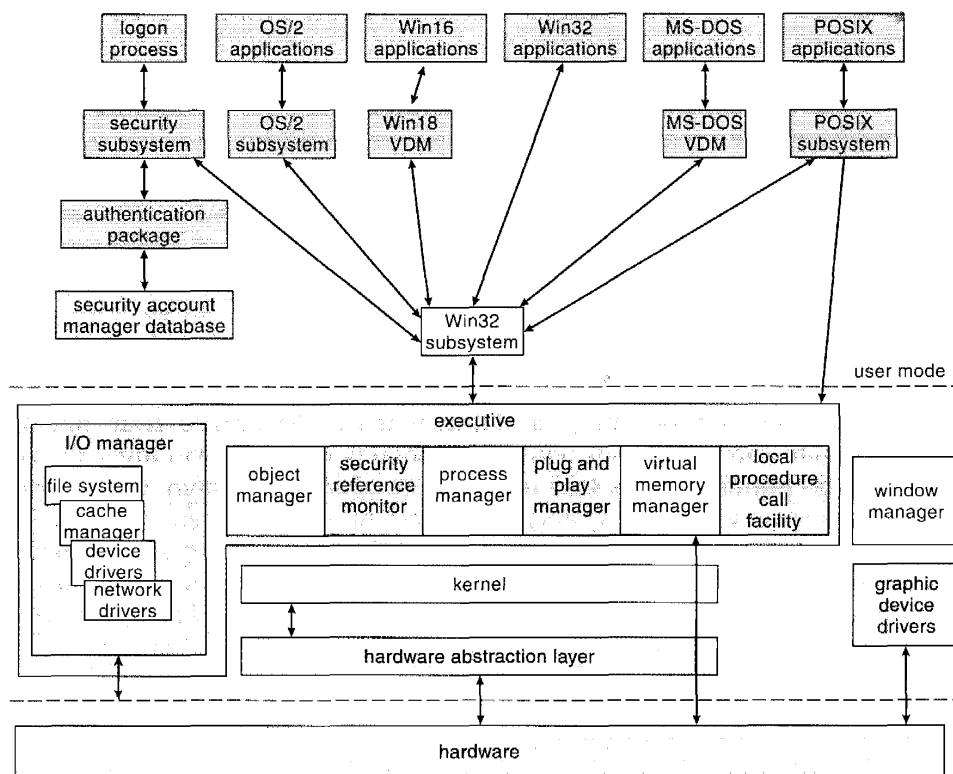 logon
process
OS/2
applications
Win16
applications
Win32
applications
MS-DOS
applications
POSIX
applications
security
subsystem
OS/2
subsystem
Win18
VDM
MS-DOS
VDM
POSIX
subsystem
authentication
package
security account
manager database
Win32
subsystem
user mode
executive
I/O manager
file system
cache
manager
device
drivers
network
drivers
object
manager
security
reference
monitor
process
manager
plug and
play
manager
virtual
memory
manager
local
procedure
call
facility
window
manager
kernel
graphic
device
drivers
hardware abstraction layer
hardware